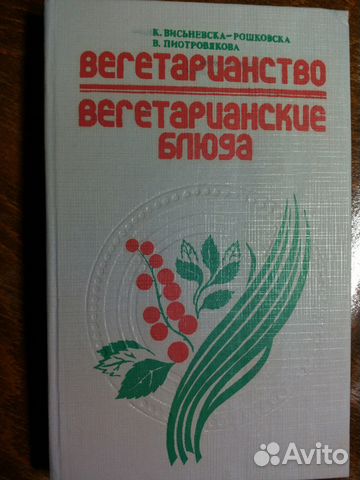 К. ВИСЬНЕВСКА-РОШКОВСКА
В. ПИОТРОВЯКОВА
ВЕГЕТАРИАНСТВО
ВЕГЕТАРИАНСКИЕ
БЛЮДА
Avito